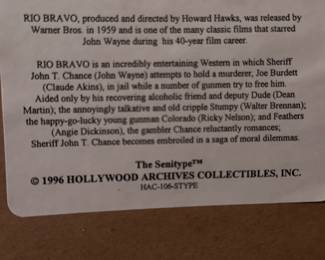 RIO BRAVO, produced and directed by Howard Hawks, was released by
Warner Bros. in 1959 and is one of the many classic films that starred
John Wayne during his 40-year film career.
RIO BRAVO is an incredibly entertaining Western in which Sheriff
John T. Chance (John Wayne) attempts to hold a murderer, Joe Burdett
(Claude Akins), in jail while a number of gunmen try to free him.
Aided only by his recovering alcoholic friend and deputy Dude (Dean
Martin); the annoyingly talkative and old cripple Stumpy (Walter Brennan);
the happy-go-lucky young gunman Colorado (Ricky Nelson); and Feathers
(Angie Dickinson), the gambler Chance reluctantly romances;
Sheriff John T. Chance becomes embroiled in a saga of moral dilemmas.
The Senitype™
© 1996 HOLLYWOOD ARCHIVES COLLECTIBLES, INC.
HAC-106-STYPE